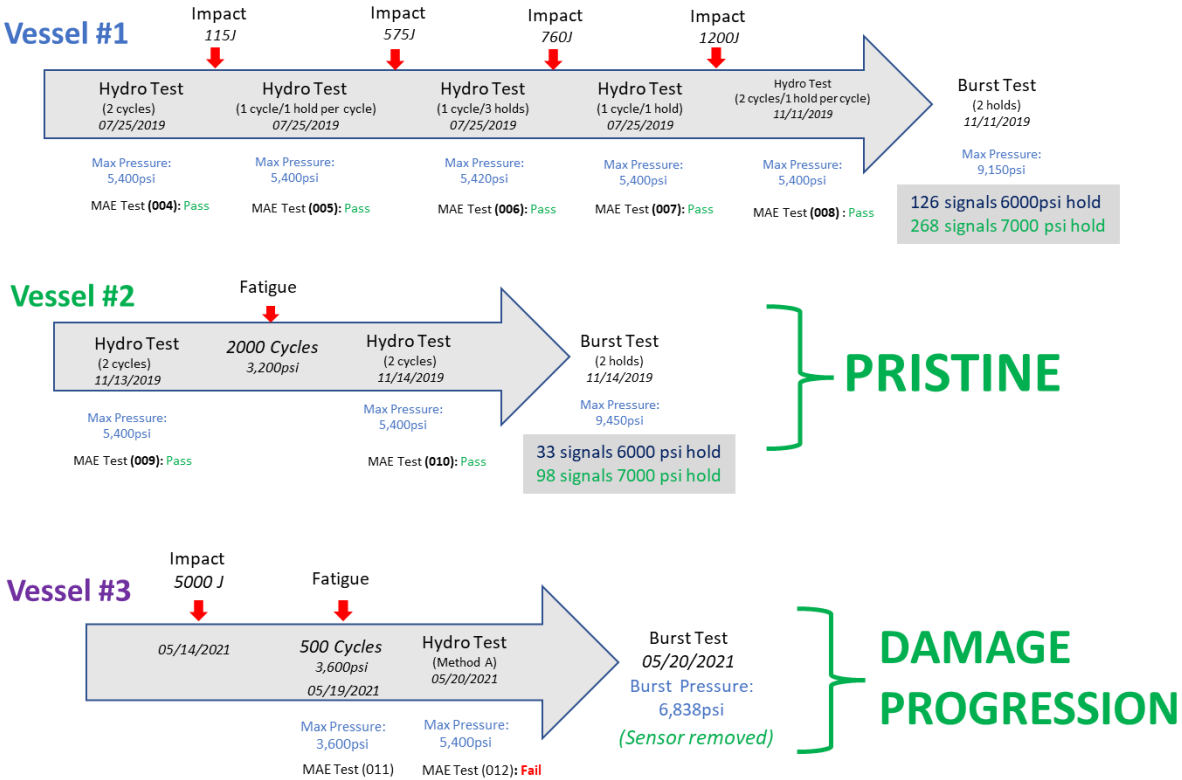 Vessel #1
Impact
115J
Impact
575J
Impact
760J
Impact
1200J
Hydro Test
(2 cycles)
07/25/2019
Hydro Test
(1 cycle/1 hold per cycle)
07/25/2019
Hydro Test
(1 cycle/3 holds)
07/25/2019
Hydro Test
(1 cycle/1 hold)
07/25/2019
Hydro Test
(2 cycles/1 hold per cycle)
11/11/2019
Burst Test
(2 holds)
11/11/2019
Max Pressure:
5,400psi
Max Pressure:
5,400psi
Max Pressure:
5,420psi
Max Pressure:
5,400psi
Max Pressure:
5,400psi
Max Pressure:
9,150psi
MAE Test (004): Pass
MAE Test (005): Pass
MAE Test (006): Pass
MAE Test (007): Pass
MAE Test (008) : Pass
126 signals 6000psi hold
268 signals 7000 psi hold
Vessel #2
Fatigue
Hydro Test
(2 cycles)
11/13/2019
2000 Cycles
3,200psi
Hydro Test
(2 cycles)
11/14/2019
Burst Test
(2 holds)
11/14/2019
Max Pressure:
5,400psi
Max Pressure:
5,400psi
Max Pressure:
9,450psi
MAE Test (009): Pass
MAE Test (010): Pass
33 signals 6000 psi hold
98 signals 7000 psi hold
PRISTINE
Vessel #3
Impact
5000 J
Fatigue
05/14/2021
500 Cycles
3,600psi
05/19/2021
Hydro Test
(Method A)
05/20/2021
Burst Test
05/20/2021
Burst Pressure:
6,838psi
(Sensor removed)
Max Pressure:
3,600psi
MAE Test (011)
Max Pressure:
5,400psi
MAE Test (012): Fail
DAMAGE
PROGRESSION